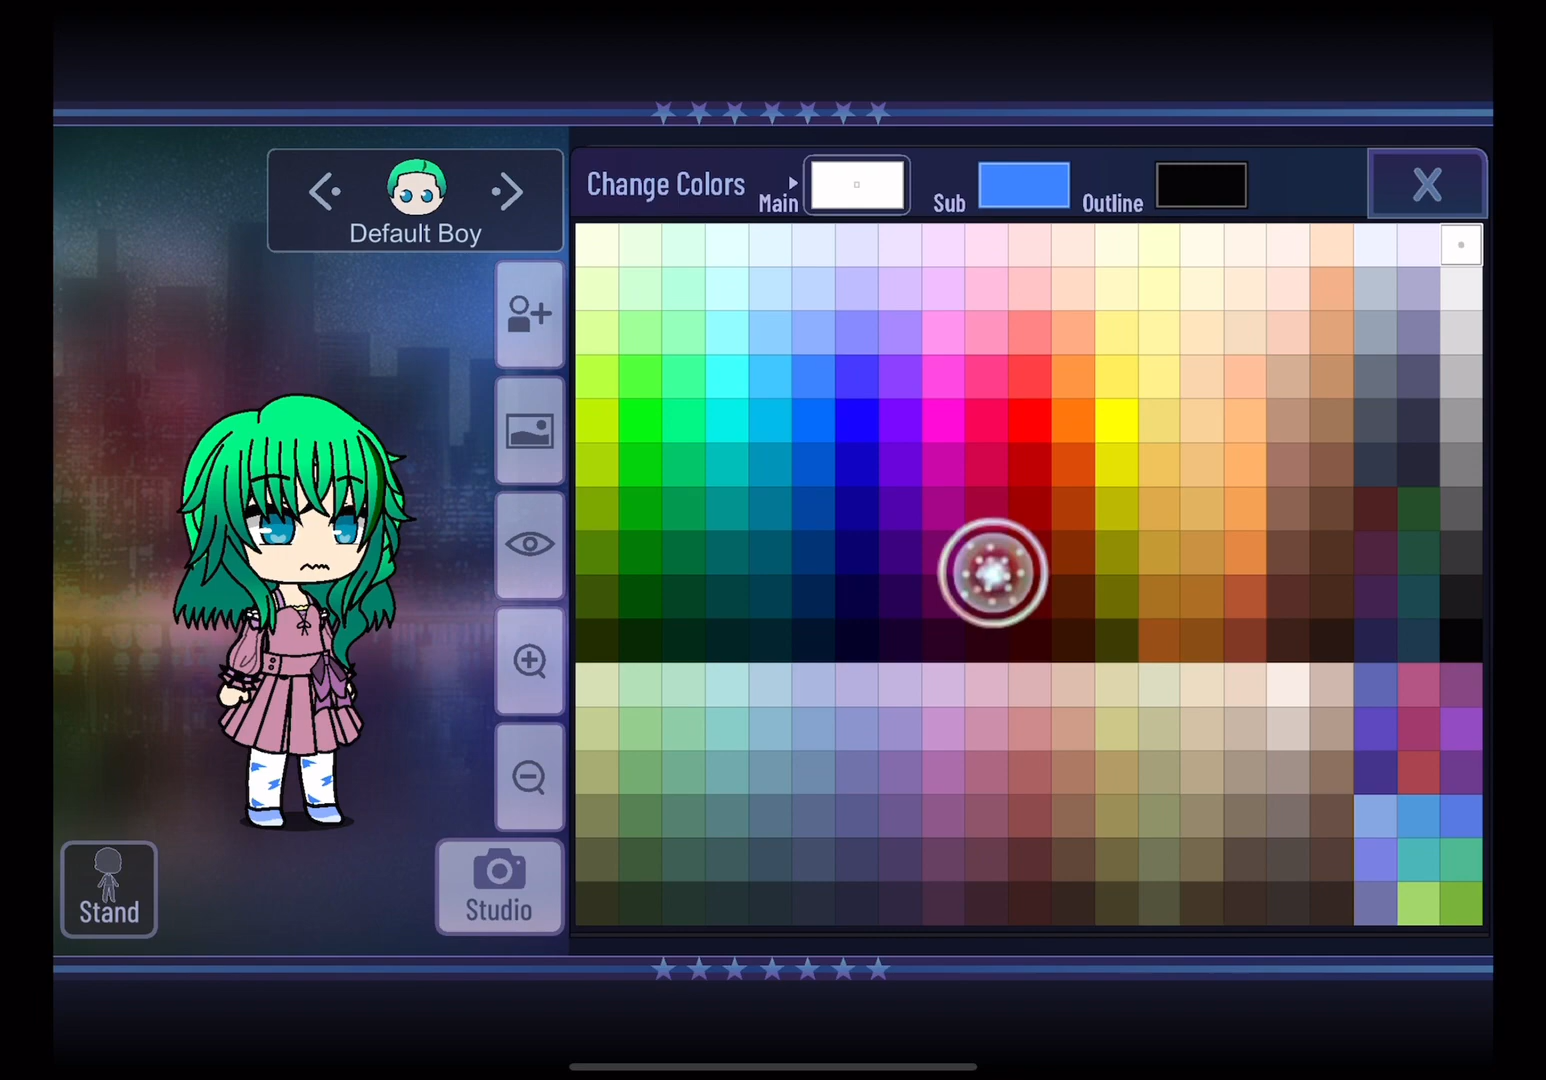 Default Boy
Change Colors
Main
Sub
Outline
X
Stand
Studio